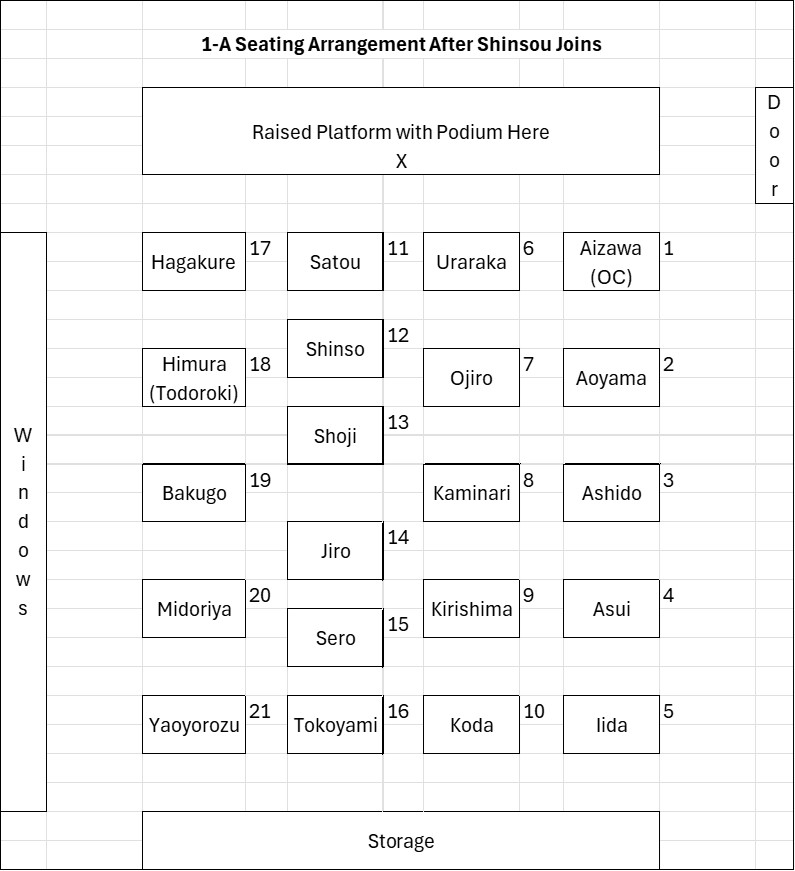 1-A Seating Arrangement After Shinsou Joins
Raised Platform with Podium Here
X
D
o
o
r
Hagakure 17
Satou 11
Uraraka 6
Aizawa 1
(OC)
Shinso 12
Himura 18
(Todoroki)
Ojiro 7
Aoyama 2
Shoji 13
Bakugo 19
Kaminari 8
Ashido 3
Jiro 14
Midoriya 20
Kirishima 9
Asui 4
Sero 15
Yaoyorozu 21
Tokoyami 16
Koda 10
Iida 5
W
i
n
d
o
w
s
Storage